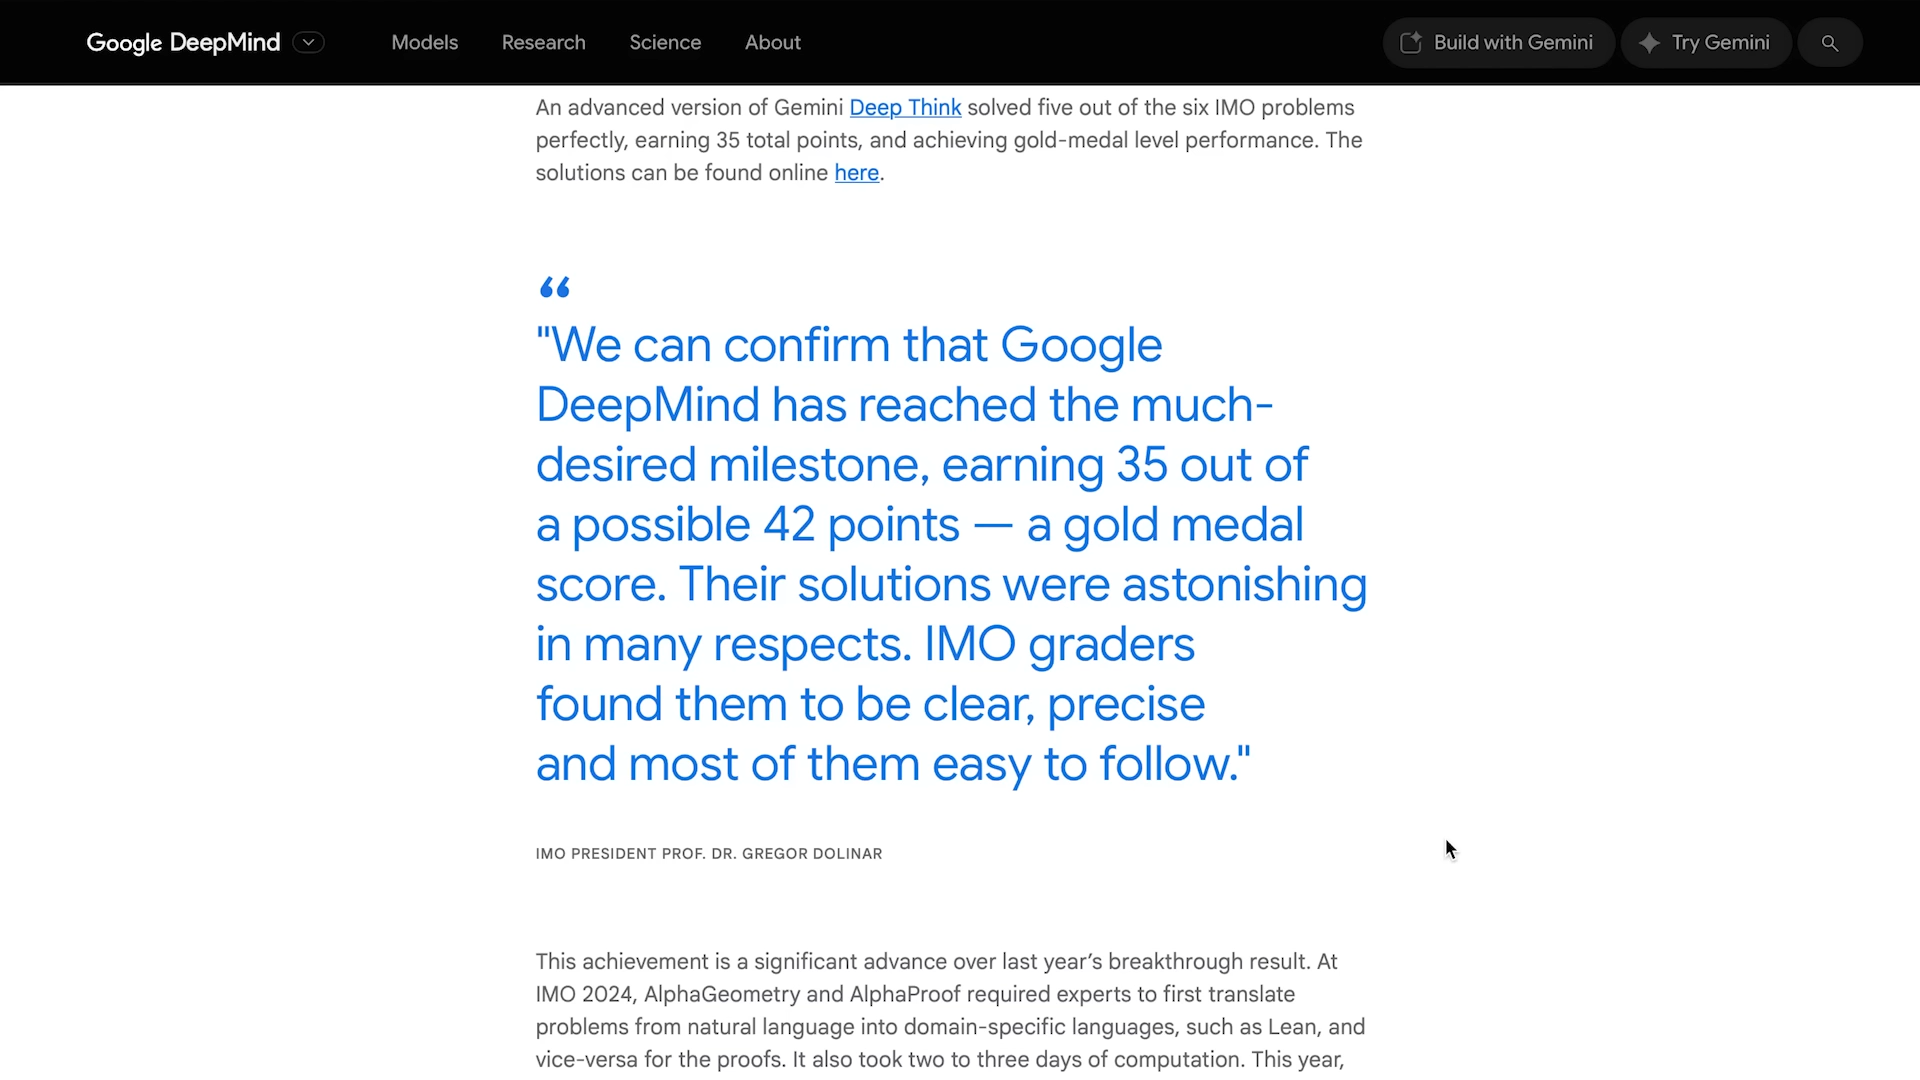 Google DeepMind
Models
Research
Science
About
Build with Gemini
Try Gemini
An advanced version of Gemini Deep Think solved five out of the six IMO problems
perfectly, earning 35 total points, and achieving gold-medal level performance. The
solutions can be found online here.
“
"We can confirm that Google
DeepMind has reached the much-
desired milestone, earning 35 out of
a possible 42 points — a gold medal
score. Their solutions were astonishing
in many respects. IMO graders
found them to be clear, precise
and most of them easy to follow."
IMO PRESIDENT PROF. DR. GREGOR DOLINAR
This achievement is a significant advance over last year’s breakthrough result. At
IMO 2024, AlphaGeometry and AlphaProof required experts to first translate
problems from natural language into domain-specific languages, such as Lean, and
vice-versa for the proofs. It also took two to three days of computation. This year,